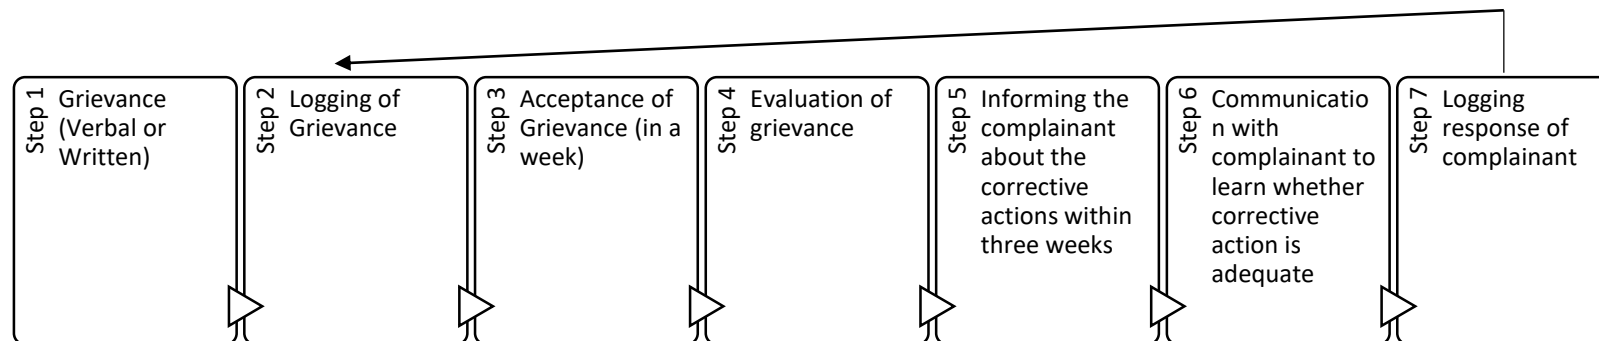 Step 1
Grievance
(Verbal or
Written)
Step 2
Logging of
Grievance
Step 3
Acceptance of
Grievance (in a
week)
Step 4
Evaluation of
grievance
Step 5
Informing the
complainant
about the
corrective
actions within
three weeks
Step 6
Communicatio
n with
complainant to
learn whether
corrective
action is
adequate
Step 7
Logging
response of
complainant